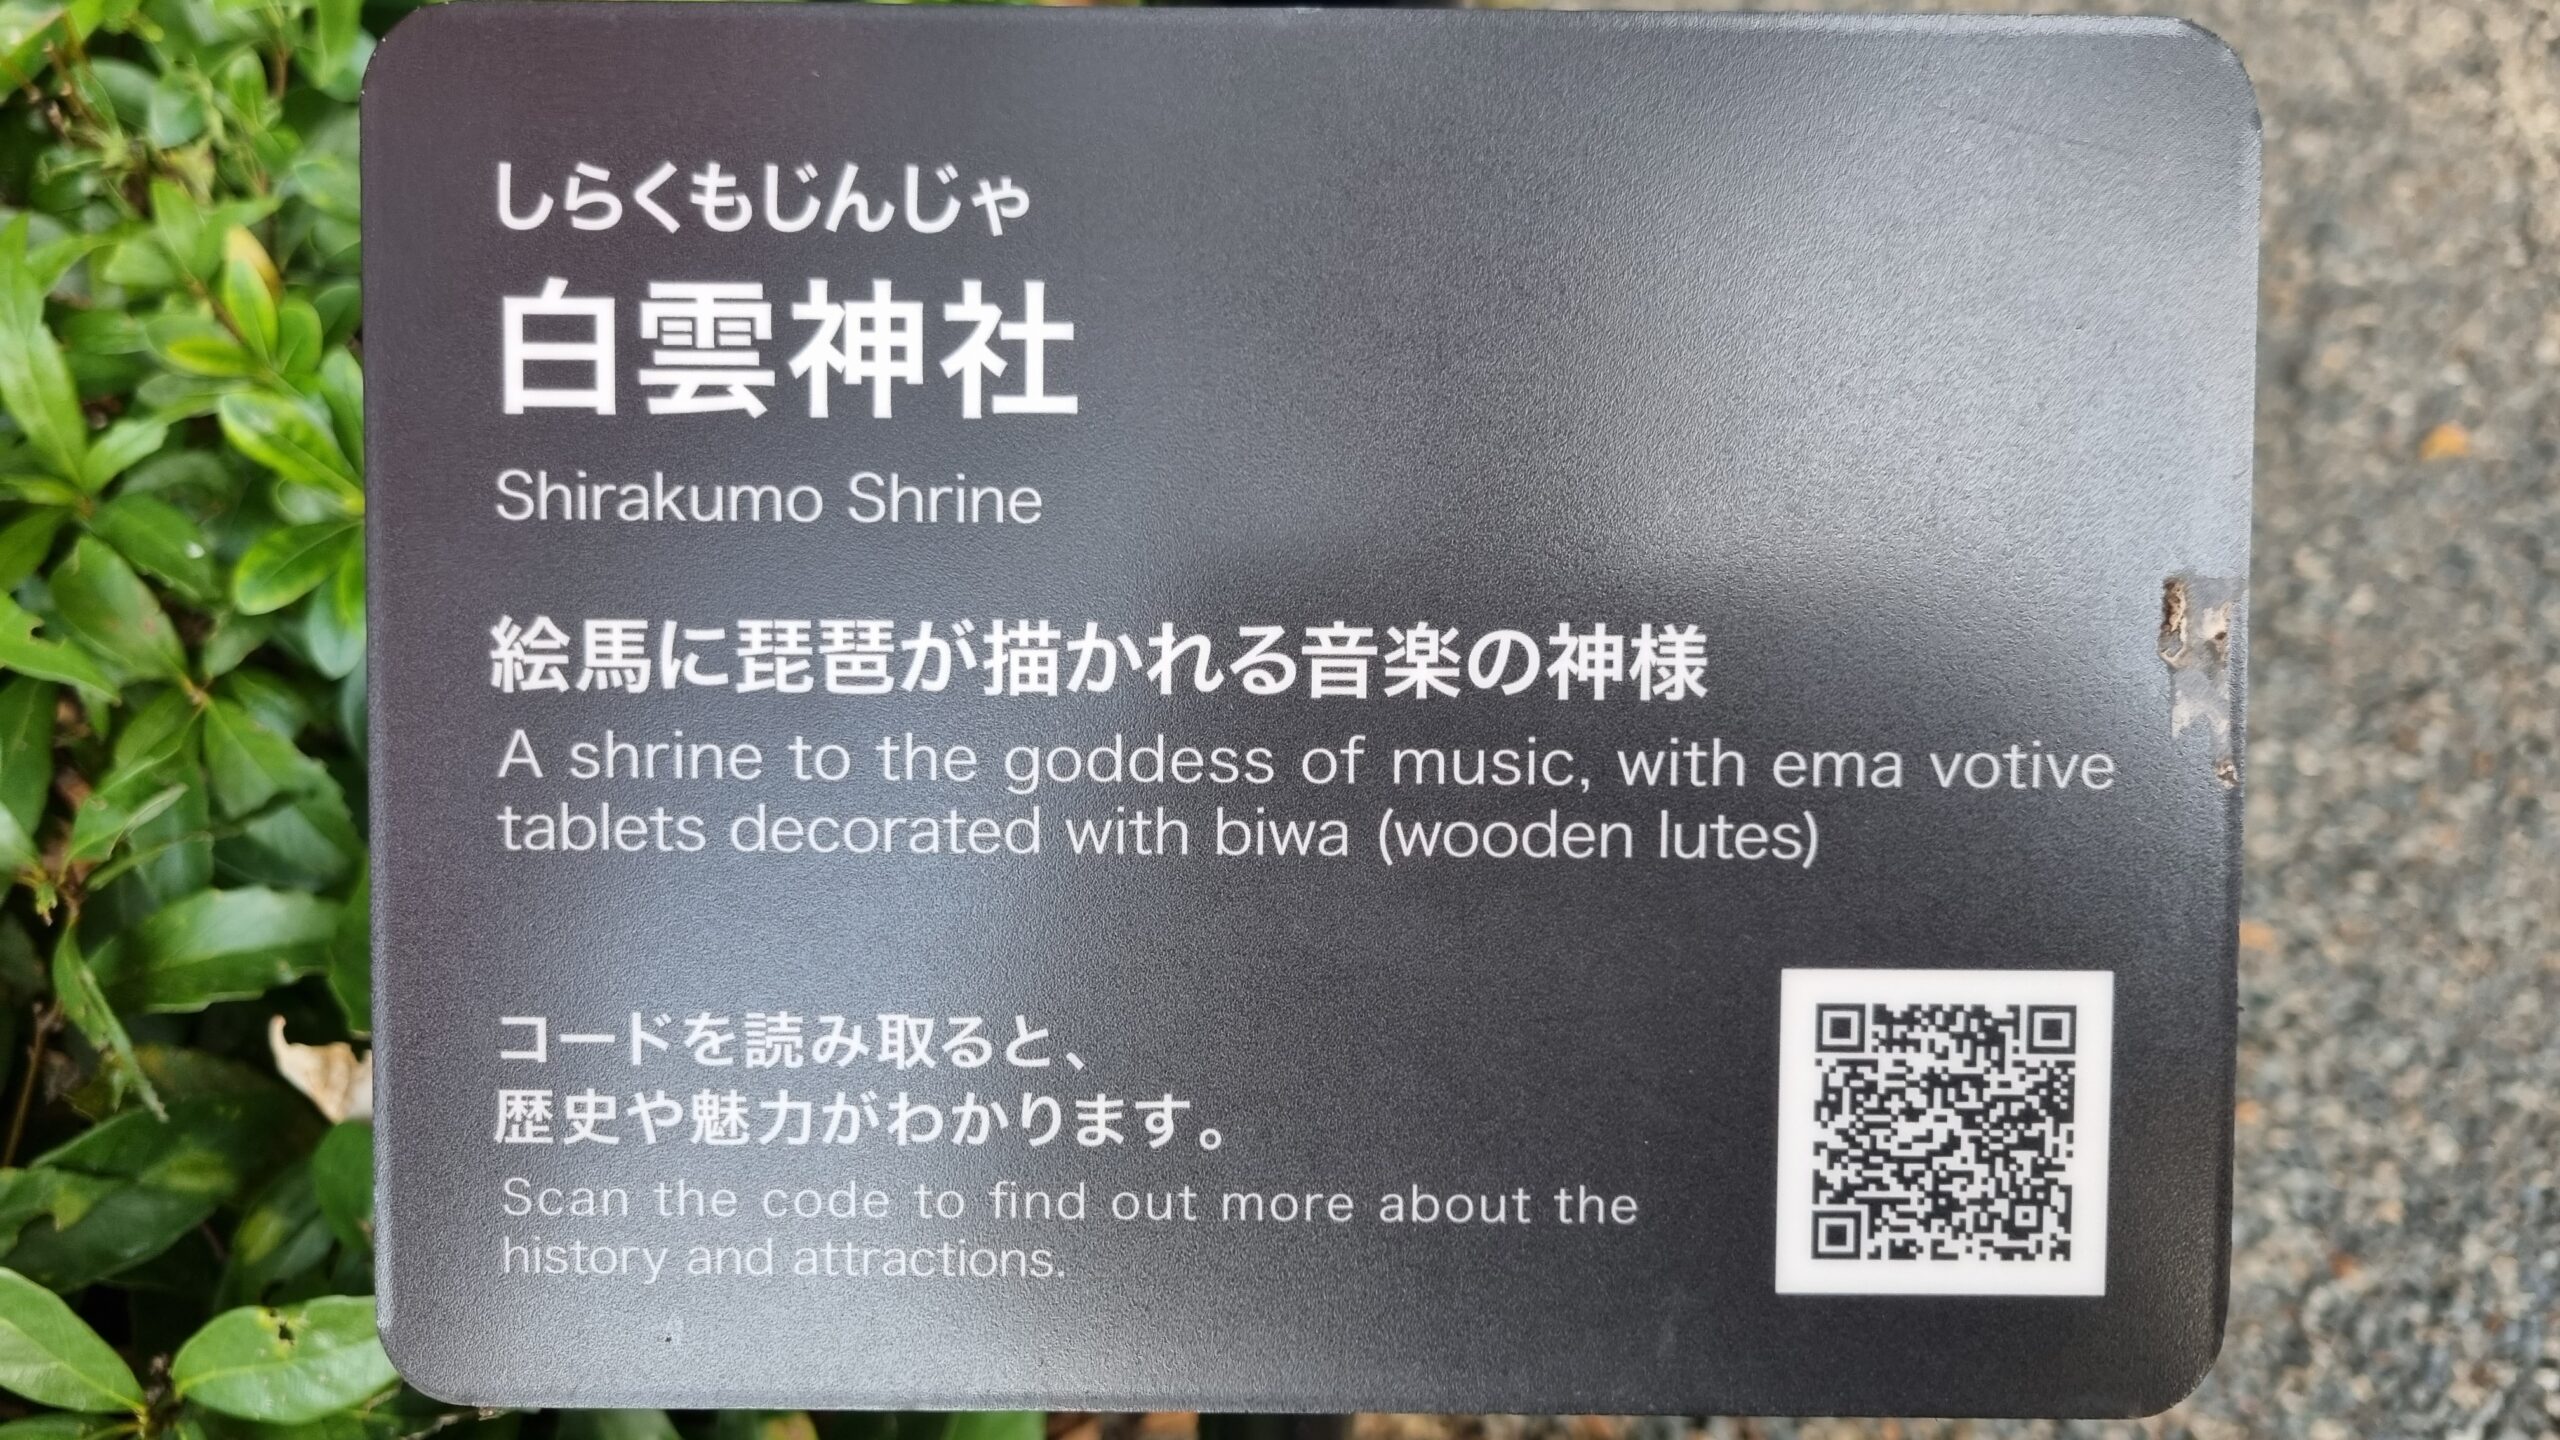 しらくもじんじゃ
白雲神社
Shirakumo Shrine
絵馬に琵琶が描かれる音楽の神様
A shrine to the goddess of music, with ema votive
tablets decorated with biwa (wooden lutes)
コードを読み取ると、
歴史や魅力がわかります。
Scan the code to find out more about the
history and attractions.